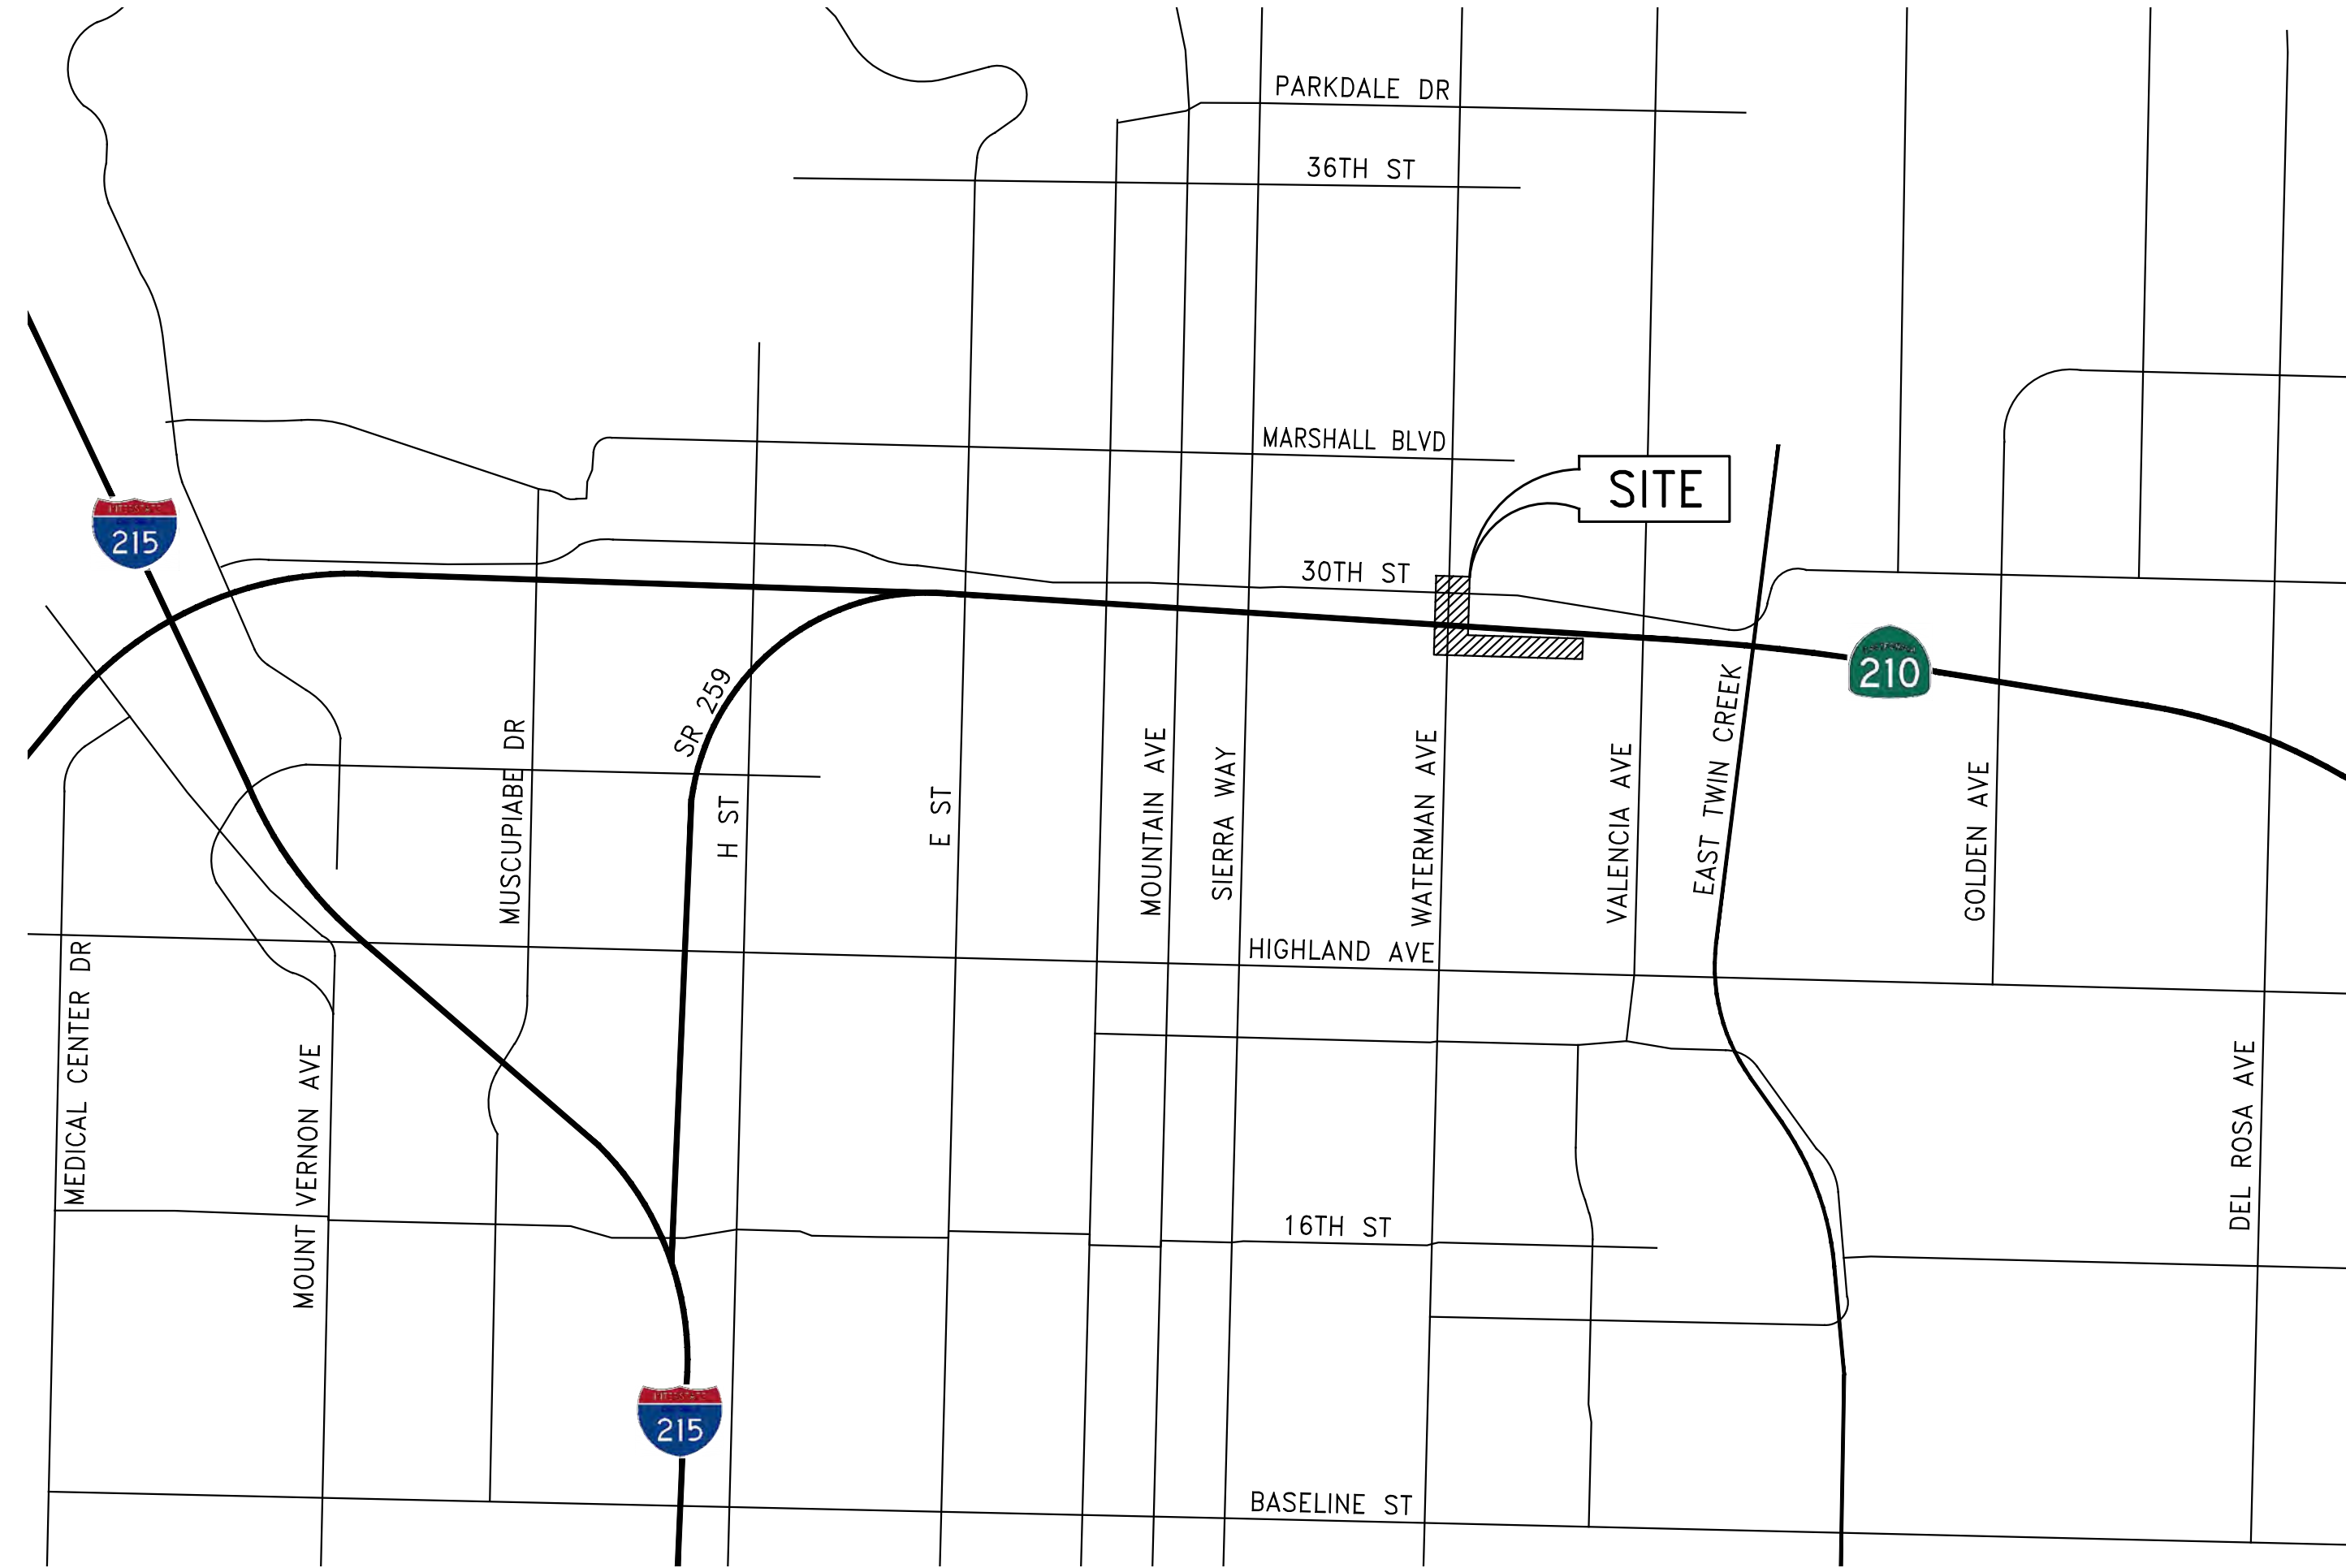 PARKDALE DR
36TH ST
MARSHALL BLVD
SITE
215
30TH ST
210
SR 259
MUSCUPIABE DR
H ST
E ST
MOUNTAIN AVE
SIERRA WAY
WATERMAN AVE
VALENCIA AVE
EAST TWIN CREEK
GOLDEN AVE
HIGHLAND AVE
MEDICAL CENTER DR
MOUNT VERNON AVE
DEL ROSA AVE
16TH ST
215
BASELINE ST